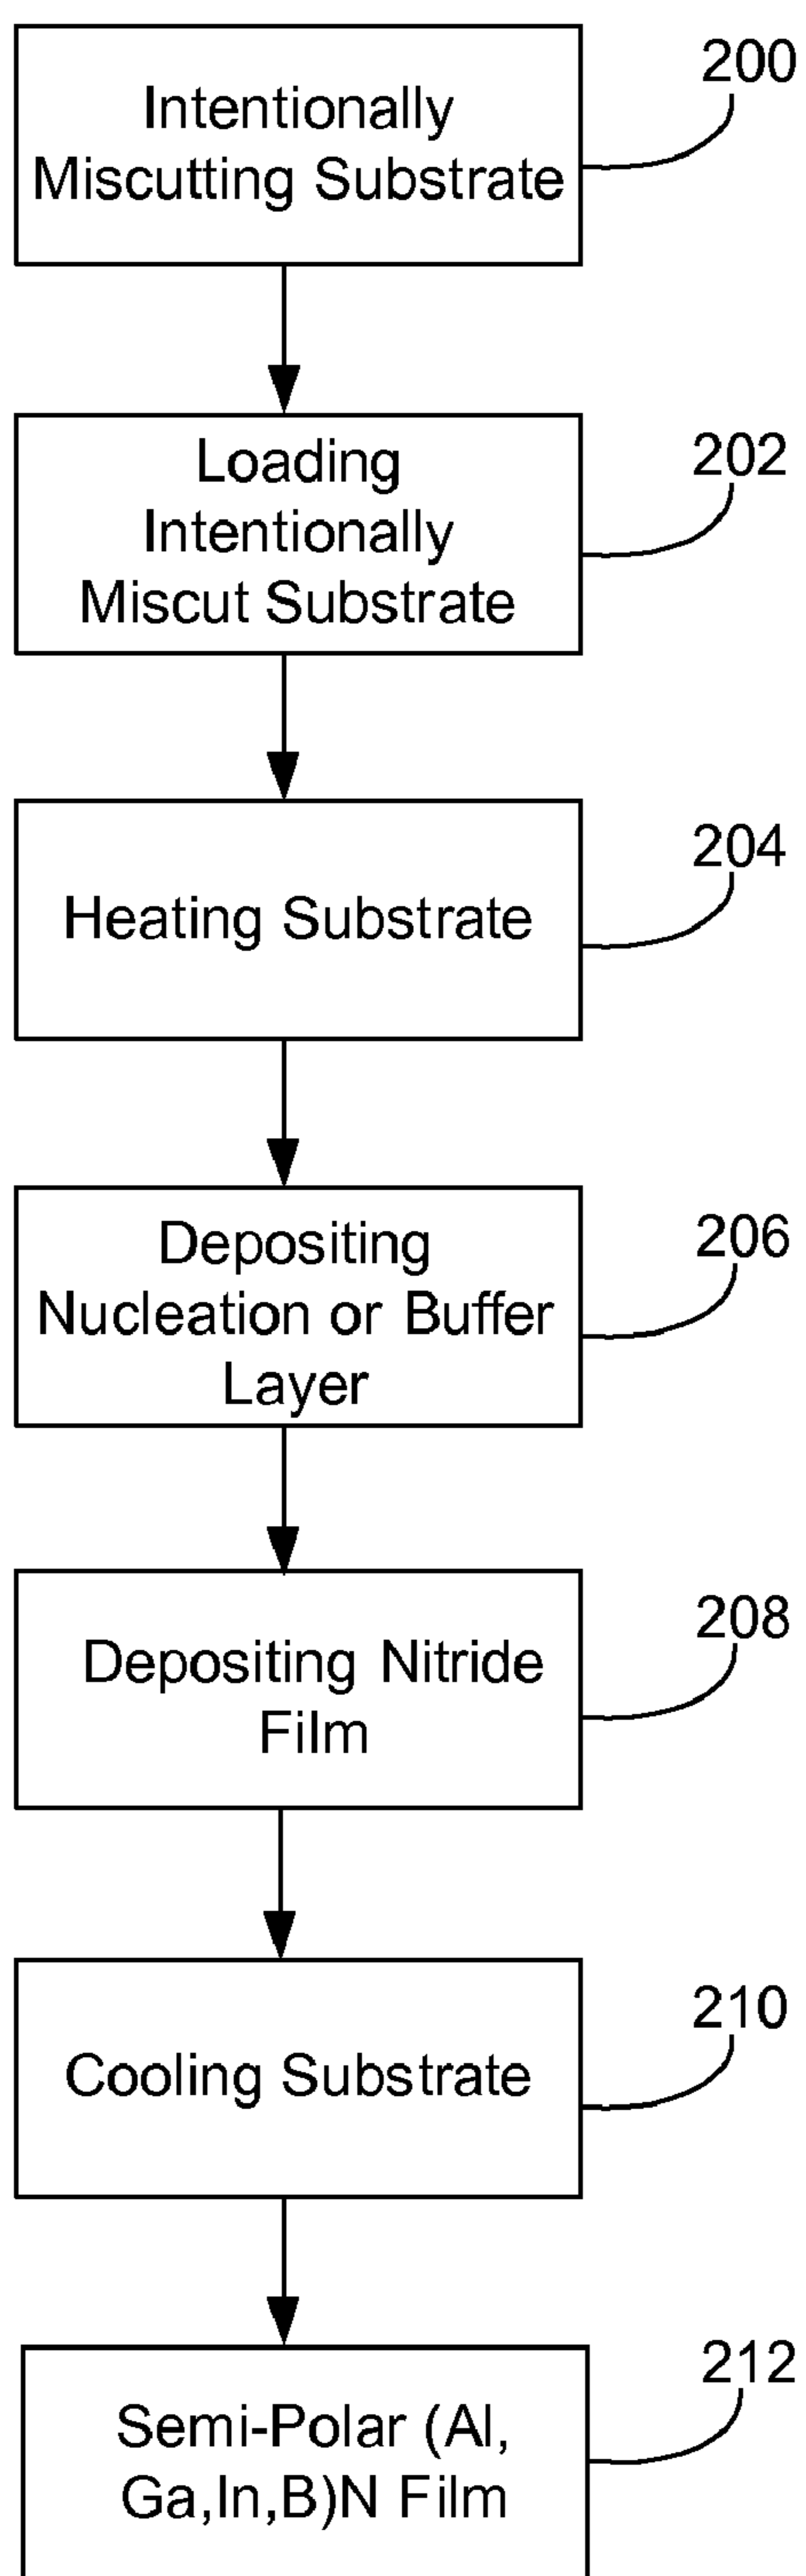 Intentionally
Miscutting Substrate
200
Loading
Intentionally
Miscut Substrate
202
Heating Substrate
204
Depositing
Nucleation or Buffer
Layer
206
Depositing Nitride
Film
208
Cooling Substrate
210
Semi-Polar (Al,
Ga,In,B)N Film
212